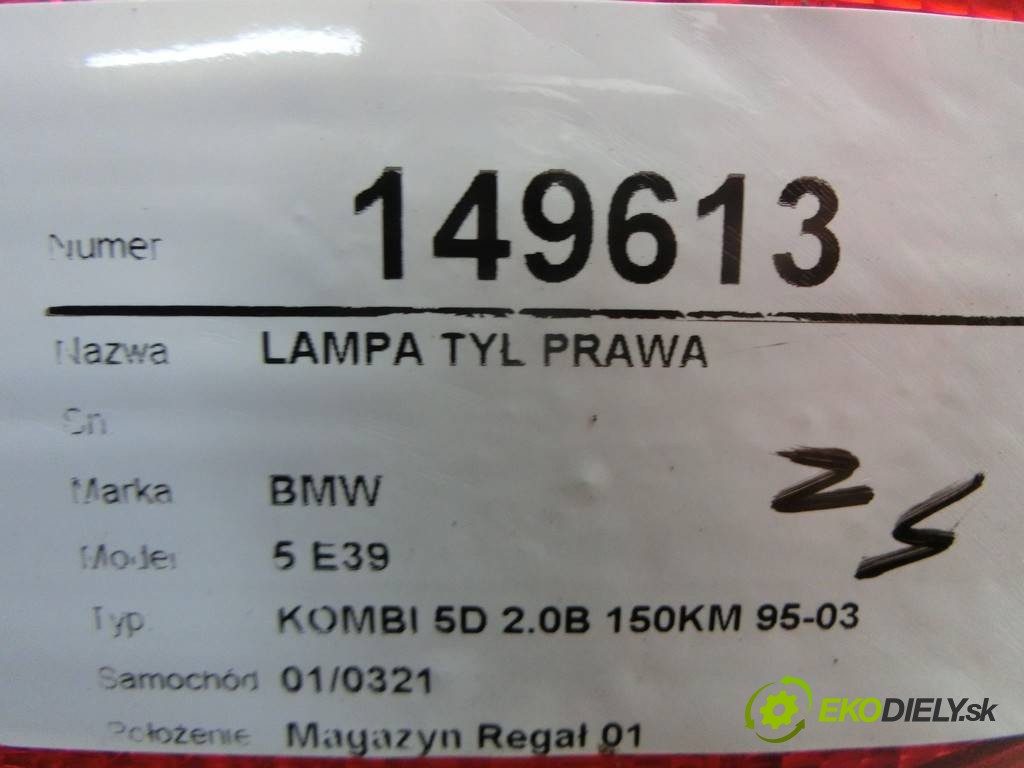 Numer 149613
Nazwa LAMPA TYŁ PRAWA
Sn
Marka BMW
Model 5 E39
Typ KOMBI 5D 2.0B 150KM 95-03
Samochód 01/0321
Położenie Magazyn Regał 01
EKODIELY.sk